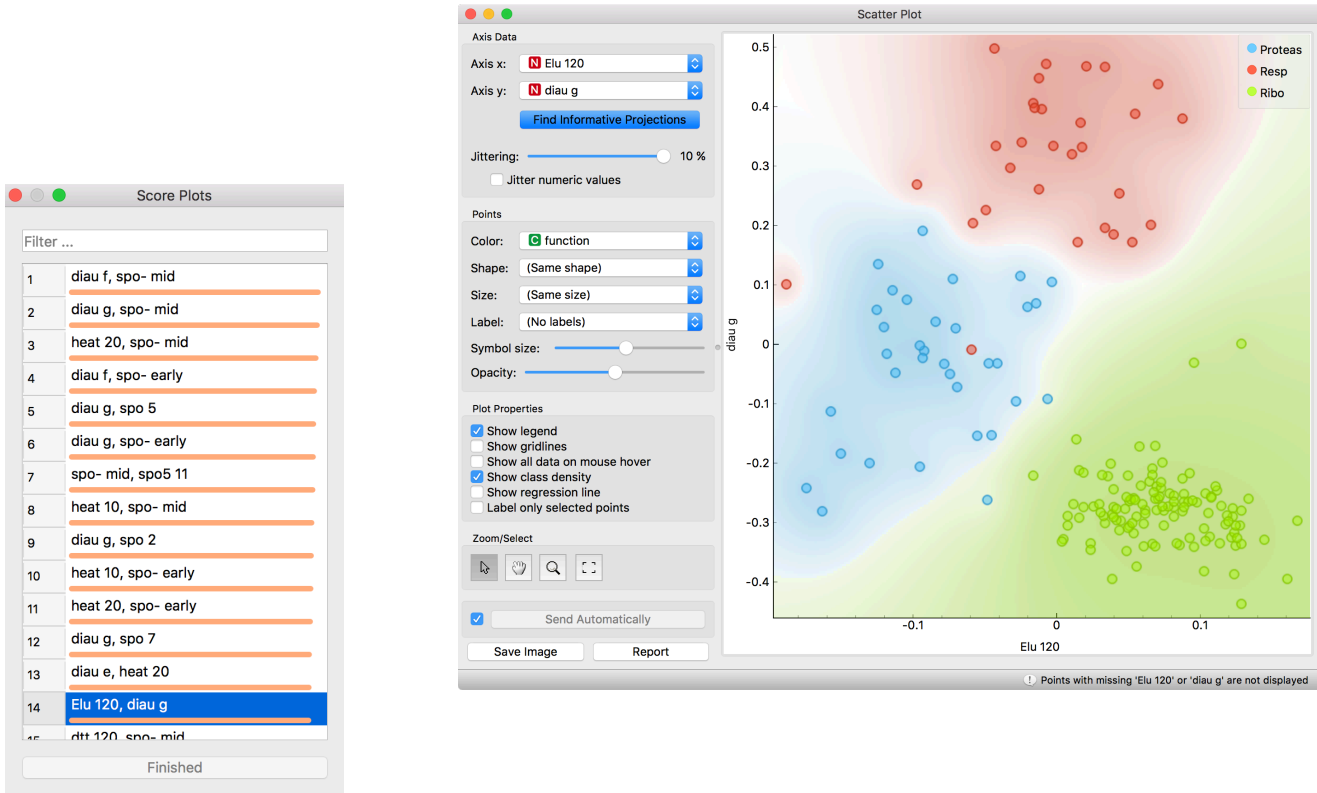 Score Plots
Filter ...
1 diau f, spo- mid
2 diau g, spo- mid
3 heat 20, spo- mid
4 diau f, spo- early
5 diau g, spo 5
6 diau g, spo- early
7 spo- mid, spo5 11
8 heat 10, spo- mid
9 diau g, spo 2
10 heat 10, spo- early
11 heat 20, spo- early
12 diau g, spo 7
13 diau e, heat 20
14 Elu 120, diau g
15 dtt 120, spo- mid
Finished
Scatter Plot
Axis Data
Axis x: N Elu 120
Axis y: N diau g
Find Informative Projections
Jittering: 10 %
Jitter numeric values
Points
Color: C function
Shape: (Same shape)
Size: (Same size)
Label: (No labels)
Symbol size:
Opacity:
Plot Properties
Show legend
Show gridlines
Show all data on mouse hover
Show class density
Show regression line
Label only selected points
Zoom/Select
Send Automatically
Save Image Report
0.5
0.4
0.3
0.2
0.1
0
-0.1
-0.2
-0.3
-0.4
diau g
-0.1 0 0.1
Elu 120
Proteas
Resp
Ribo
! Points with missing 'Elu 120' or 'diau g' are not displayed